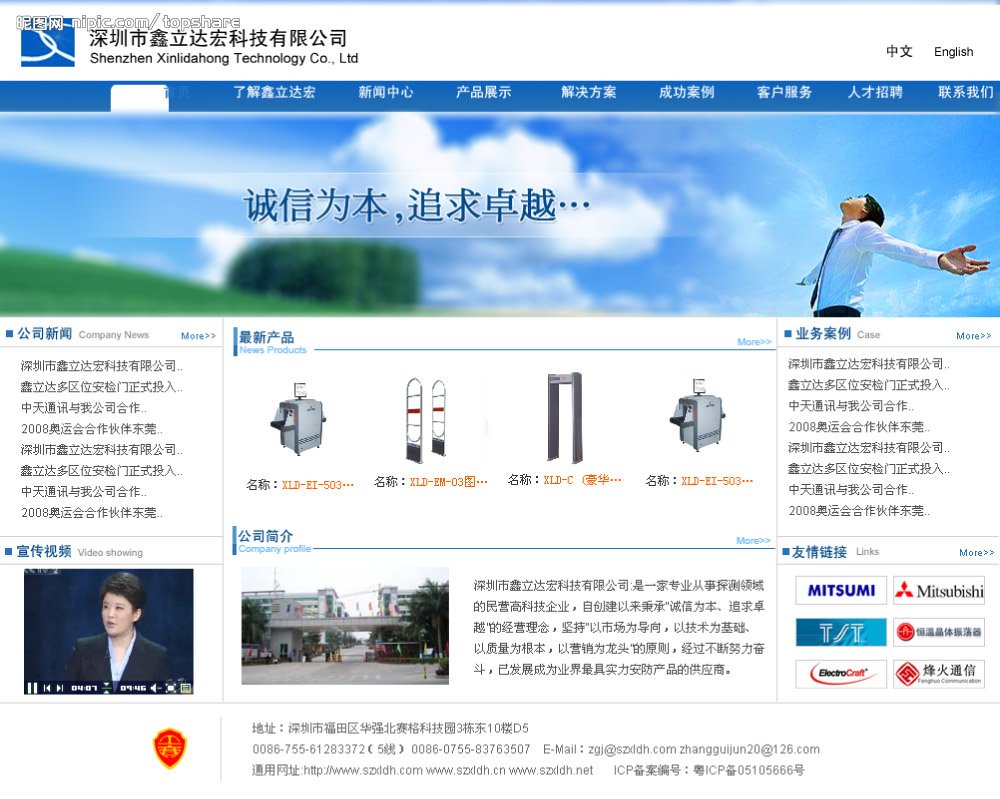 昵图网 nipic.com/topshare
深圳市鑫立达宏科技有限公司
Shenzhen Xinlidahong Technology Co., Ltd
中文 English
首页 了解鑫立达宏 新闻中心 产品展示 解决方案 成功案例 客户服务 人才招聘 联系我们
诚信为本,追求卓越…
公司新闻 Company News More>>
深圳市鑫立达宏科技有限公司..
鑫立达多区位安检门正式投入..
中天通讯与我公司合作..
2008奥运会合作伙伴东莞..
深圳市鑫立达宏科技有限公司..
鑫立达多区位安检门正式投入..
中天通讯与我公司合作..
2008奥运会合作伙伴东莞..
宣传视频 Video showing
04:07 09:46
最新产品
News Products More>>
名称：XLD-EI-503…
名称：XLD-EM-03图…
名称：XLD-C（豪华…
名称：XLD-EI-503…
公司简介
Company profile More>>
深圳市鑫立达宏科技有限公司:是一家专业从事探测领域
的民营高科技企业，自创建以来秉承“诚信为本、追求卓
越”的经营理念，坚持“以市场为导向，以技术为基础、
以质量为根本，以营销为龙头”的原则，经过不断努力奋
斗，已发展成为业界最具实力安防产品的供应商。
业务案例 Case More>>
深圳市鑫立达宏科技有限公司..
鑫立达多区位安检门正式投入..
中天通讯与我公司合作..
2008奥运会合作伙伴东莞..
深圳市鑫立达宏科技有限公司..
鑫立达多区位安检门正式投入..
中天通讯与我公司合作..
2008奥运会合作伙伴东莞..
友情链接 Links More>>
MITSUMI Mitsubishi
TST 恒温晶体振荡器
ElectroCraft 烽火通信
Fenghuo Communication
地址：深圳市福田区华强北赛格科技园3栋东10楼D5
0086-755-61283372（5线） 0086-0755-83763507 E-Mail：zgj@szxldh.com zhangguijun20@126.com
通用网址:http://www.szxldh.com www.szxldh.cn www.szxldh.net ICP备案编号：粤ICP备05105666号